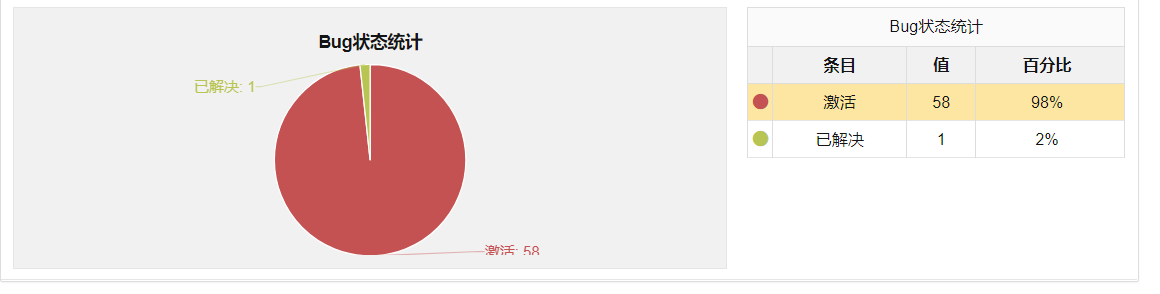 Bug状态统计
已解决: 1
激活: 58
Bug状态统计
条目 值 百分比
激活 58 98%
已解决 1 2%